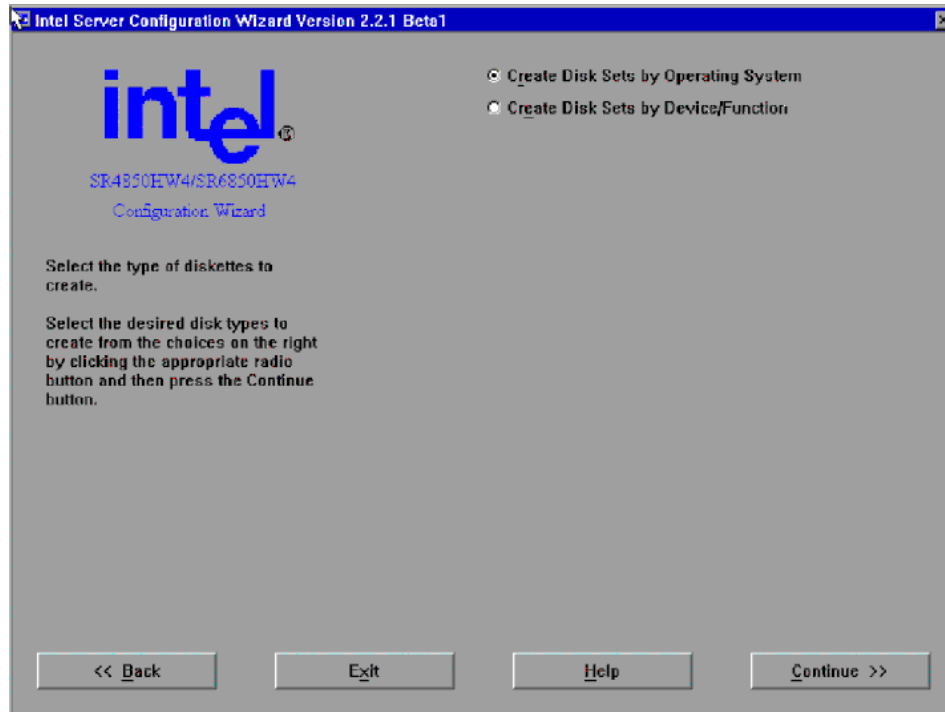 Intel Server Configuration Wizard Version 2.2.1 Beta1
intel®
SR4850HW4/SR6850HW4
Configuration Wizard
Select the type of diskettes to
create.
Select the desired disk types to
create from the choices on the right
by clicking the appropriate radio
button and then press the Continue
button.
Create Disk Sets by Operating System
Create Disk Sets by Device/Function
<< Back
Exit
Help
Continue >>